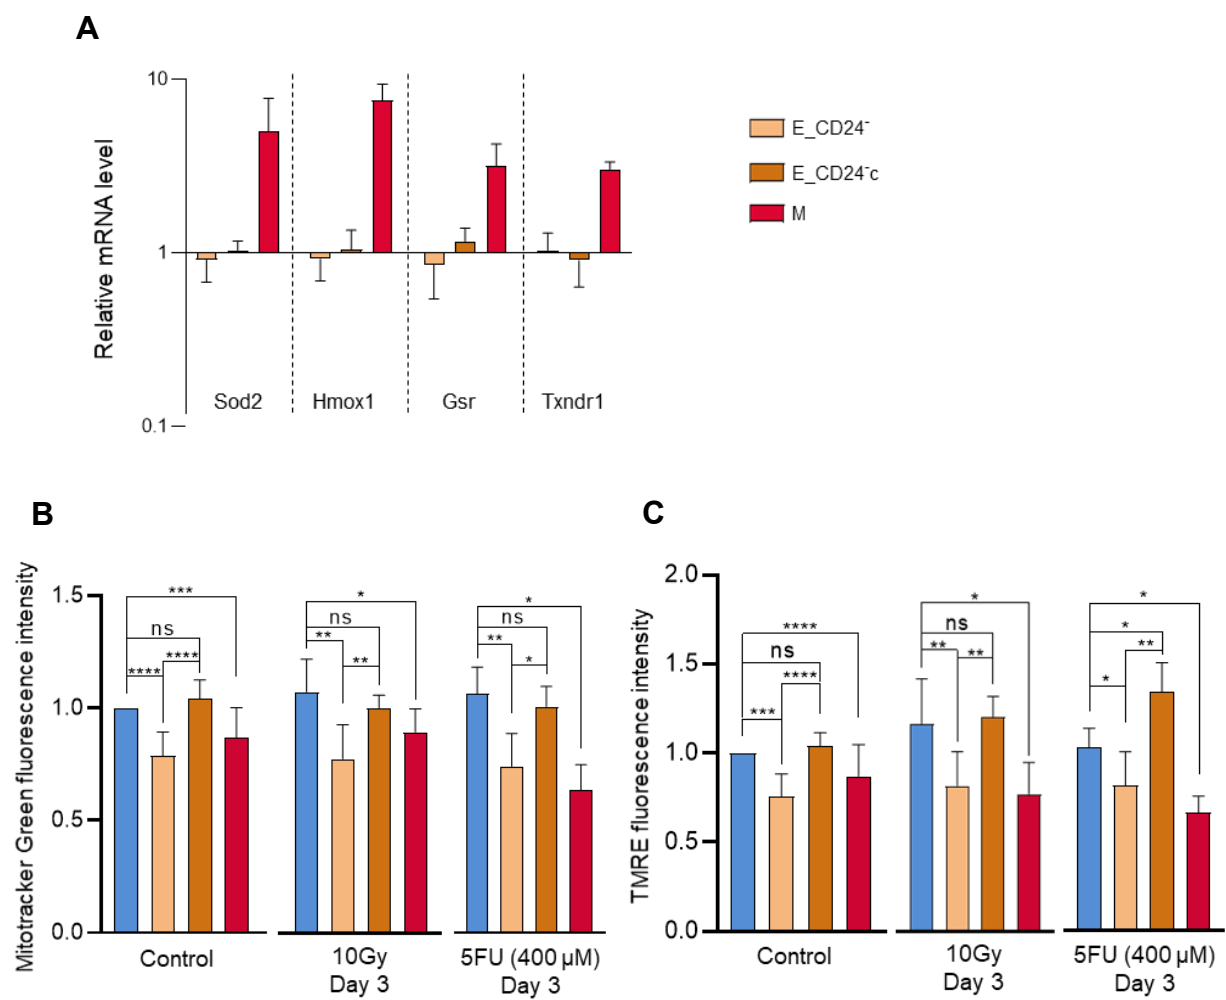 A
10
1
0.1
Relative mRNA level
Sod2
Hmox1
Gsr
Txndr1
E_CD24-
E_CD24-c
M
B
Mitotracker Green fluorescence intensity
1.5
1.0
0.5
0.0
***
ns
****
****
*
ns
**
**
*
ns
**
*
Control
10Gy
Day 3
5FU (400 µM)
Day 3
C
TMRE fluorescence intensity
2.0
1.5
1.0
0.5
0.0
****
ns
****
***
*
ns
**
**
*
*
**
*
Control
10Gy
Day 3
5FU (400 µM)
Day 3